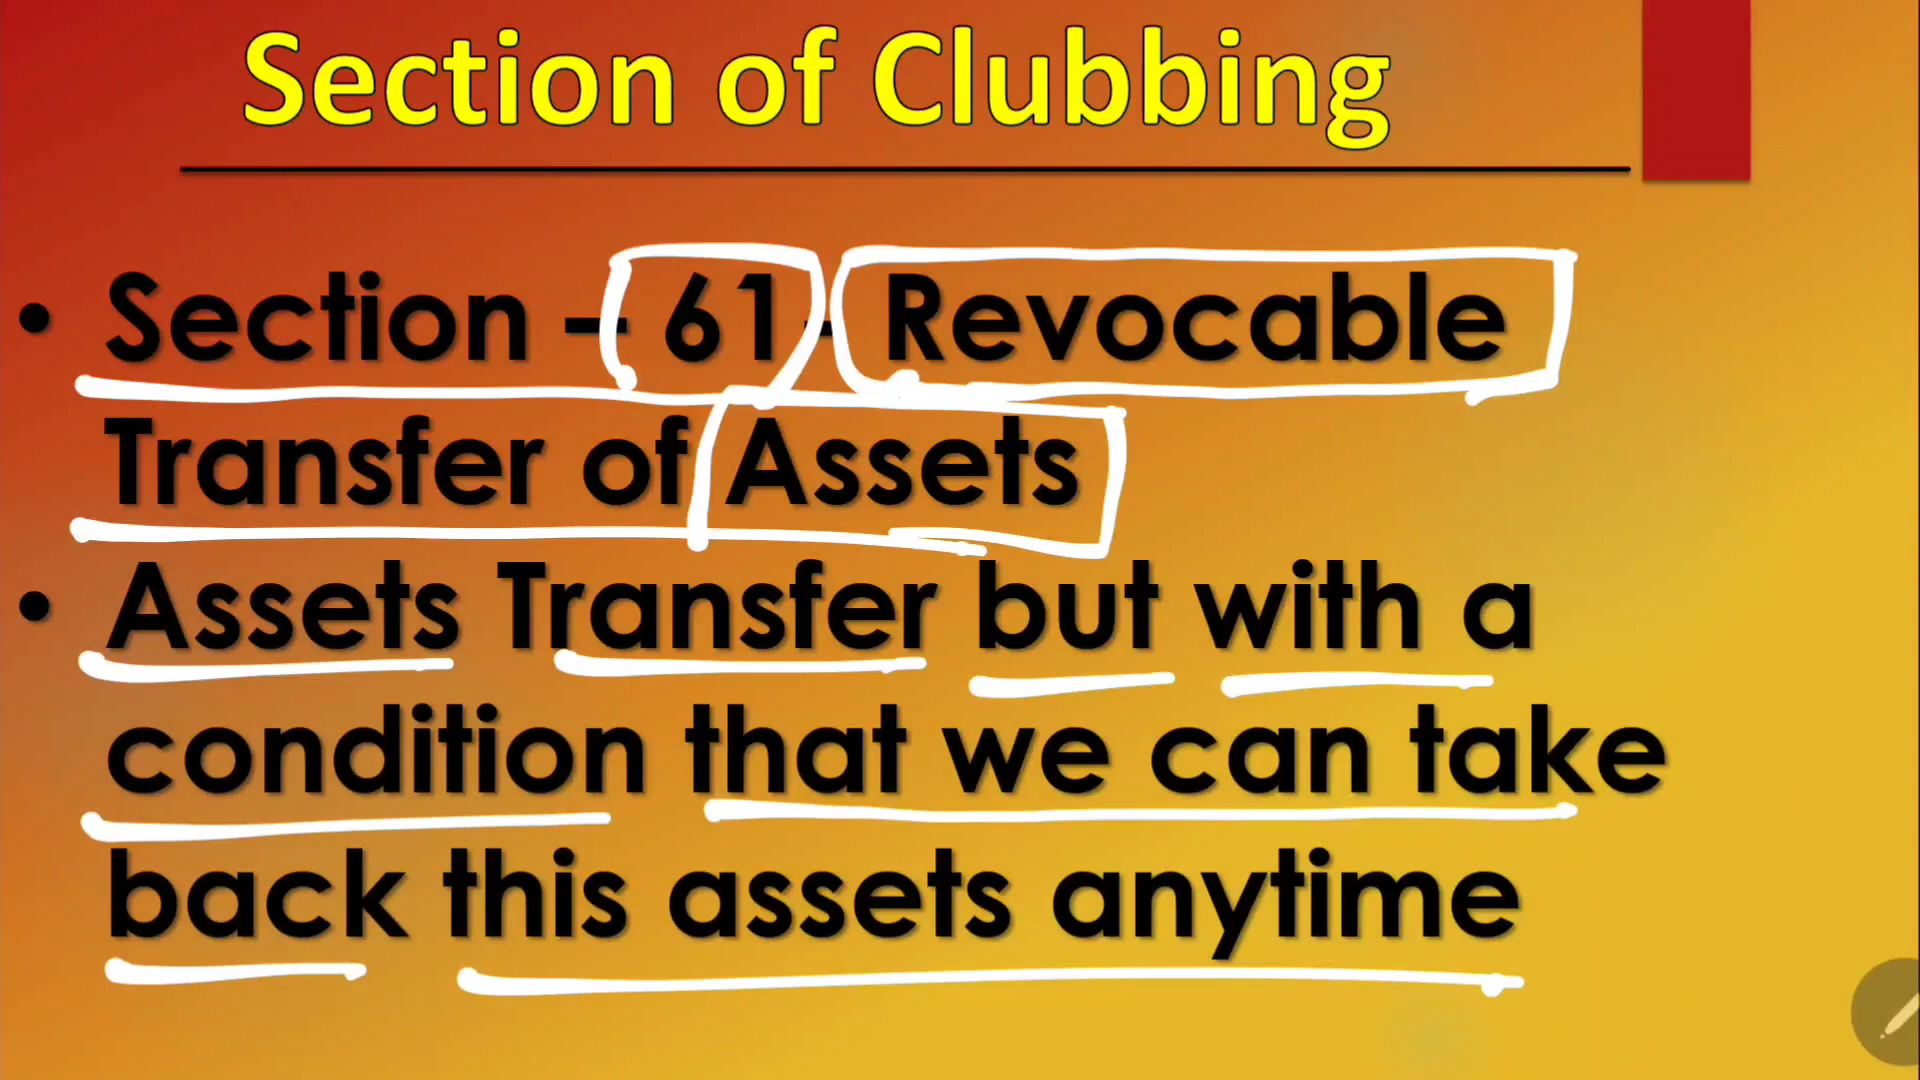 Section of Clubbing
• Section – 61 - Revocable
Transfer of Assets
• Assets Transfer but with a
condition that we can take
back this assets anytime